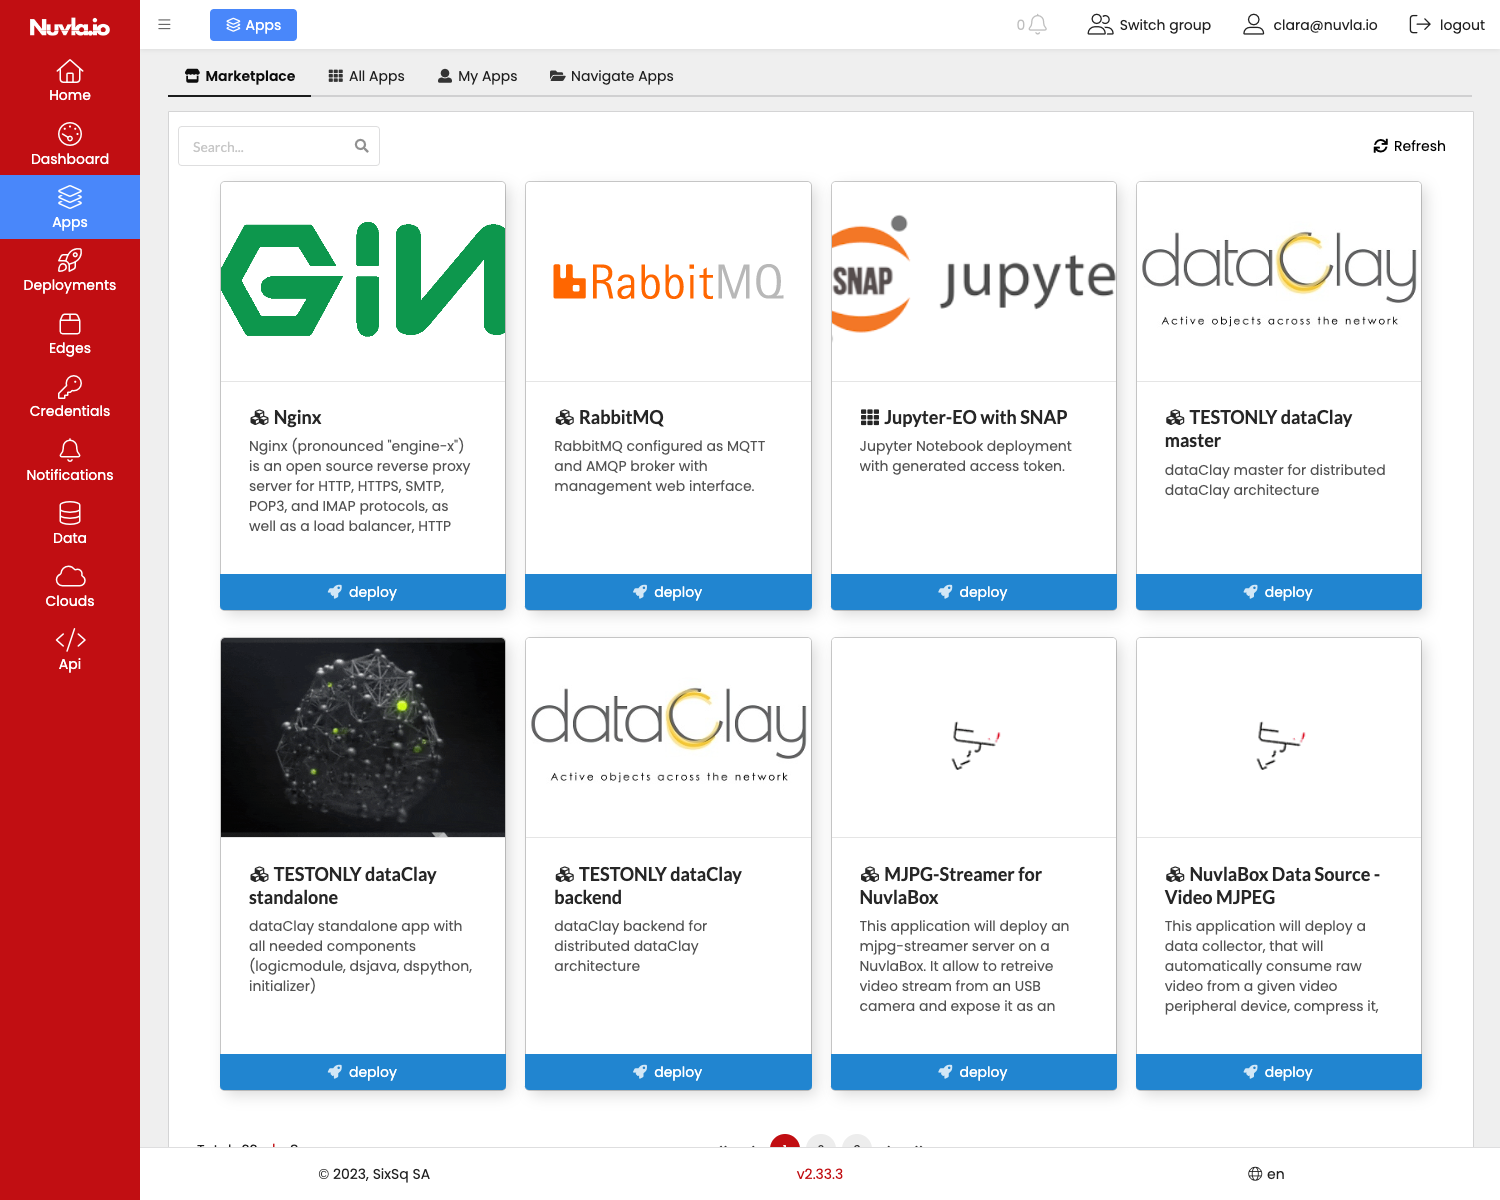 Nuvla.io
Home
Dashboard
Apps
Deployments
Edges
Credentials
Notifications
Data
Clouds
Api
Apps
0
Switch group
clara@nuvla.io
logout
Marketplace
All Apps
My Apps
Navigate Apps
Search...
Refresh
GiN
RabbitMQ
SNAP
jupyte
dataClay
Active objects across the network
Nginx
Nginx (pronounced "engine-x")
is an open source reverse proxy
server for HTTP, HTTPS, SMTP,
POP3, and IMAP protocols, as
well as a load balancer, HTTP
deploy
RabbitMQ
RabbitMQ configured as MQTT
and AMQP broker with
management web interface.
deploy
Jupyter-EO with SNAP
Jupyter Notebook deployment
with generated access token.
deploy
TESTONLY dataClay
master
dataClay master for distributed
dataClay architecture
deploy
dataClay
Active objects across the network
TESTONLY dataClay
standalone
dataClay standalone app with
all needed components
(logicmodule, dsjava, dspython,
initializer)
deploy
TESTONLY dataClay
backend
dataClay backend for
distributed dataClay
architecture
deploy
MJPG-Streamer for
NuvlaBox
This application will deploy an
mjpg-streamer server on a
NuvlaBox. It allow to retreive
video stream from an USB
camera and expose it as an
deploy
NuvlaBox Data Source -
Video MJPEG
This application will deploy a
data collector, that will
automatically consume raw
video from a given video
peripheral device, compress it,
deploy
© 2023, SixSq SA
v2.33.3
en